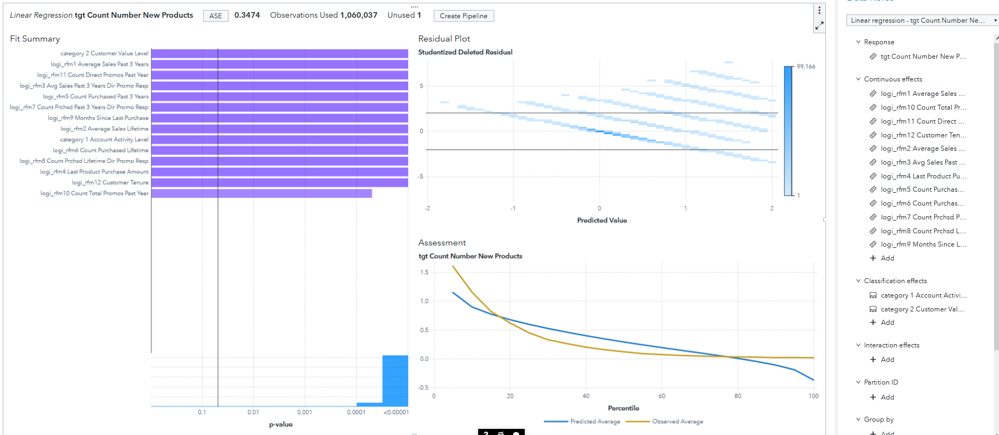 Linear Regression tgt Count Number New Products ASE 0.3474 Observations Used 1,060,037 Unused 1 Create Pipeline
Fit Summary
category 2 Customer Value Level
logi_rfm1 Average Sales Past 3 Years
logi_rfm11 Count Direct Promos Past Year
logi_rfm3 Avg Sales Past 3 Years Dir Promo Resp
logi_rfm5 Count Purchased Past 3 Years
logi_rfm7 Count Prchsd Past 3 Years Dir Promo Resp
logi_rfm9 Months Since Last Purchase
logi_rfm2 Average Sales Lifetime
category 1 Account Activity Level
logi_rfm6 Count Purchased Lifetime
logi_rfm8 Count Prchsd Lifetime Dir Promo Resp
logi_rfm4 Last Product Purchase Amount
logi_rfm12 Customer Tenure
logi_rfm10 Count Total Promos Past Year
0.1 0.01 0.001 0.0001 <0.00001
p-value
Residual Plot
Studentized Deleted Residual
99,166
5
0
-5
1
-2 -1 0 1 2
Predicted Value
Assessment
tgt Count Number New Products
1.5
1.0
0.5
0.0
-0.5
0 20 40 60 80 100
Percentile
Predicted Average Observed Average
Linear regression - tgt Count Number Ne...
Response
tgt Count Number New P...
Continuous effects
logi_rfm1 Average Sales ...
logi_rfm10 Count Total Pr...
logi_rfm11 Count Direct ...
logi_rfm12 Customer Ten...
logi_rfm2 Average Sales ...
logi_rfm3 Avg Sales Past ...
logi_rfm4 Last Product Pu...
logi_rfm5 Count Purchas...
logi_rfm6 Count Purchas...
logi_rfm7 Count Prchsd P...
logi_rfm8 Count Prchsd L...
logi_rfm9 Months Since L...
+ Add
Classification effects
category 1 Account Activi...
category 2 Customer Val...
+ Add
Interaction effects
+ Add
Partition ID
+ Add
Group by
+ Add